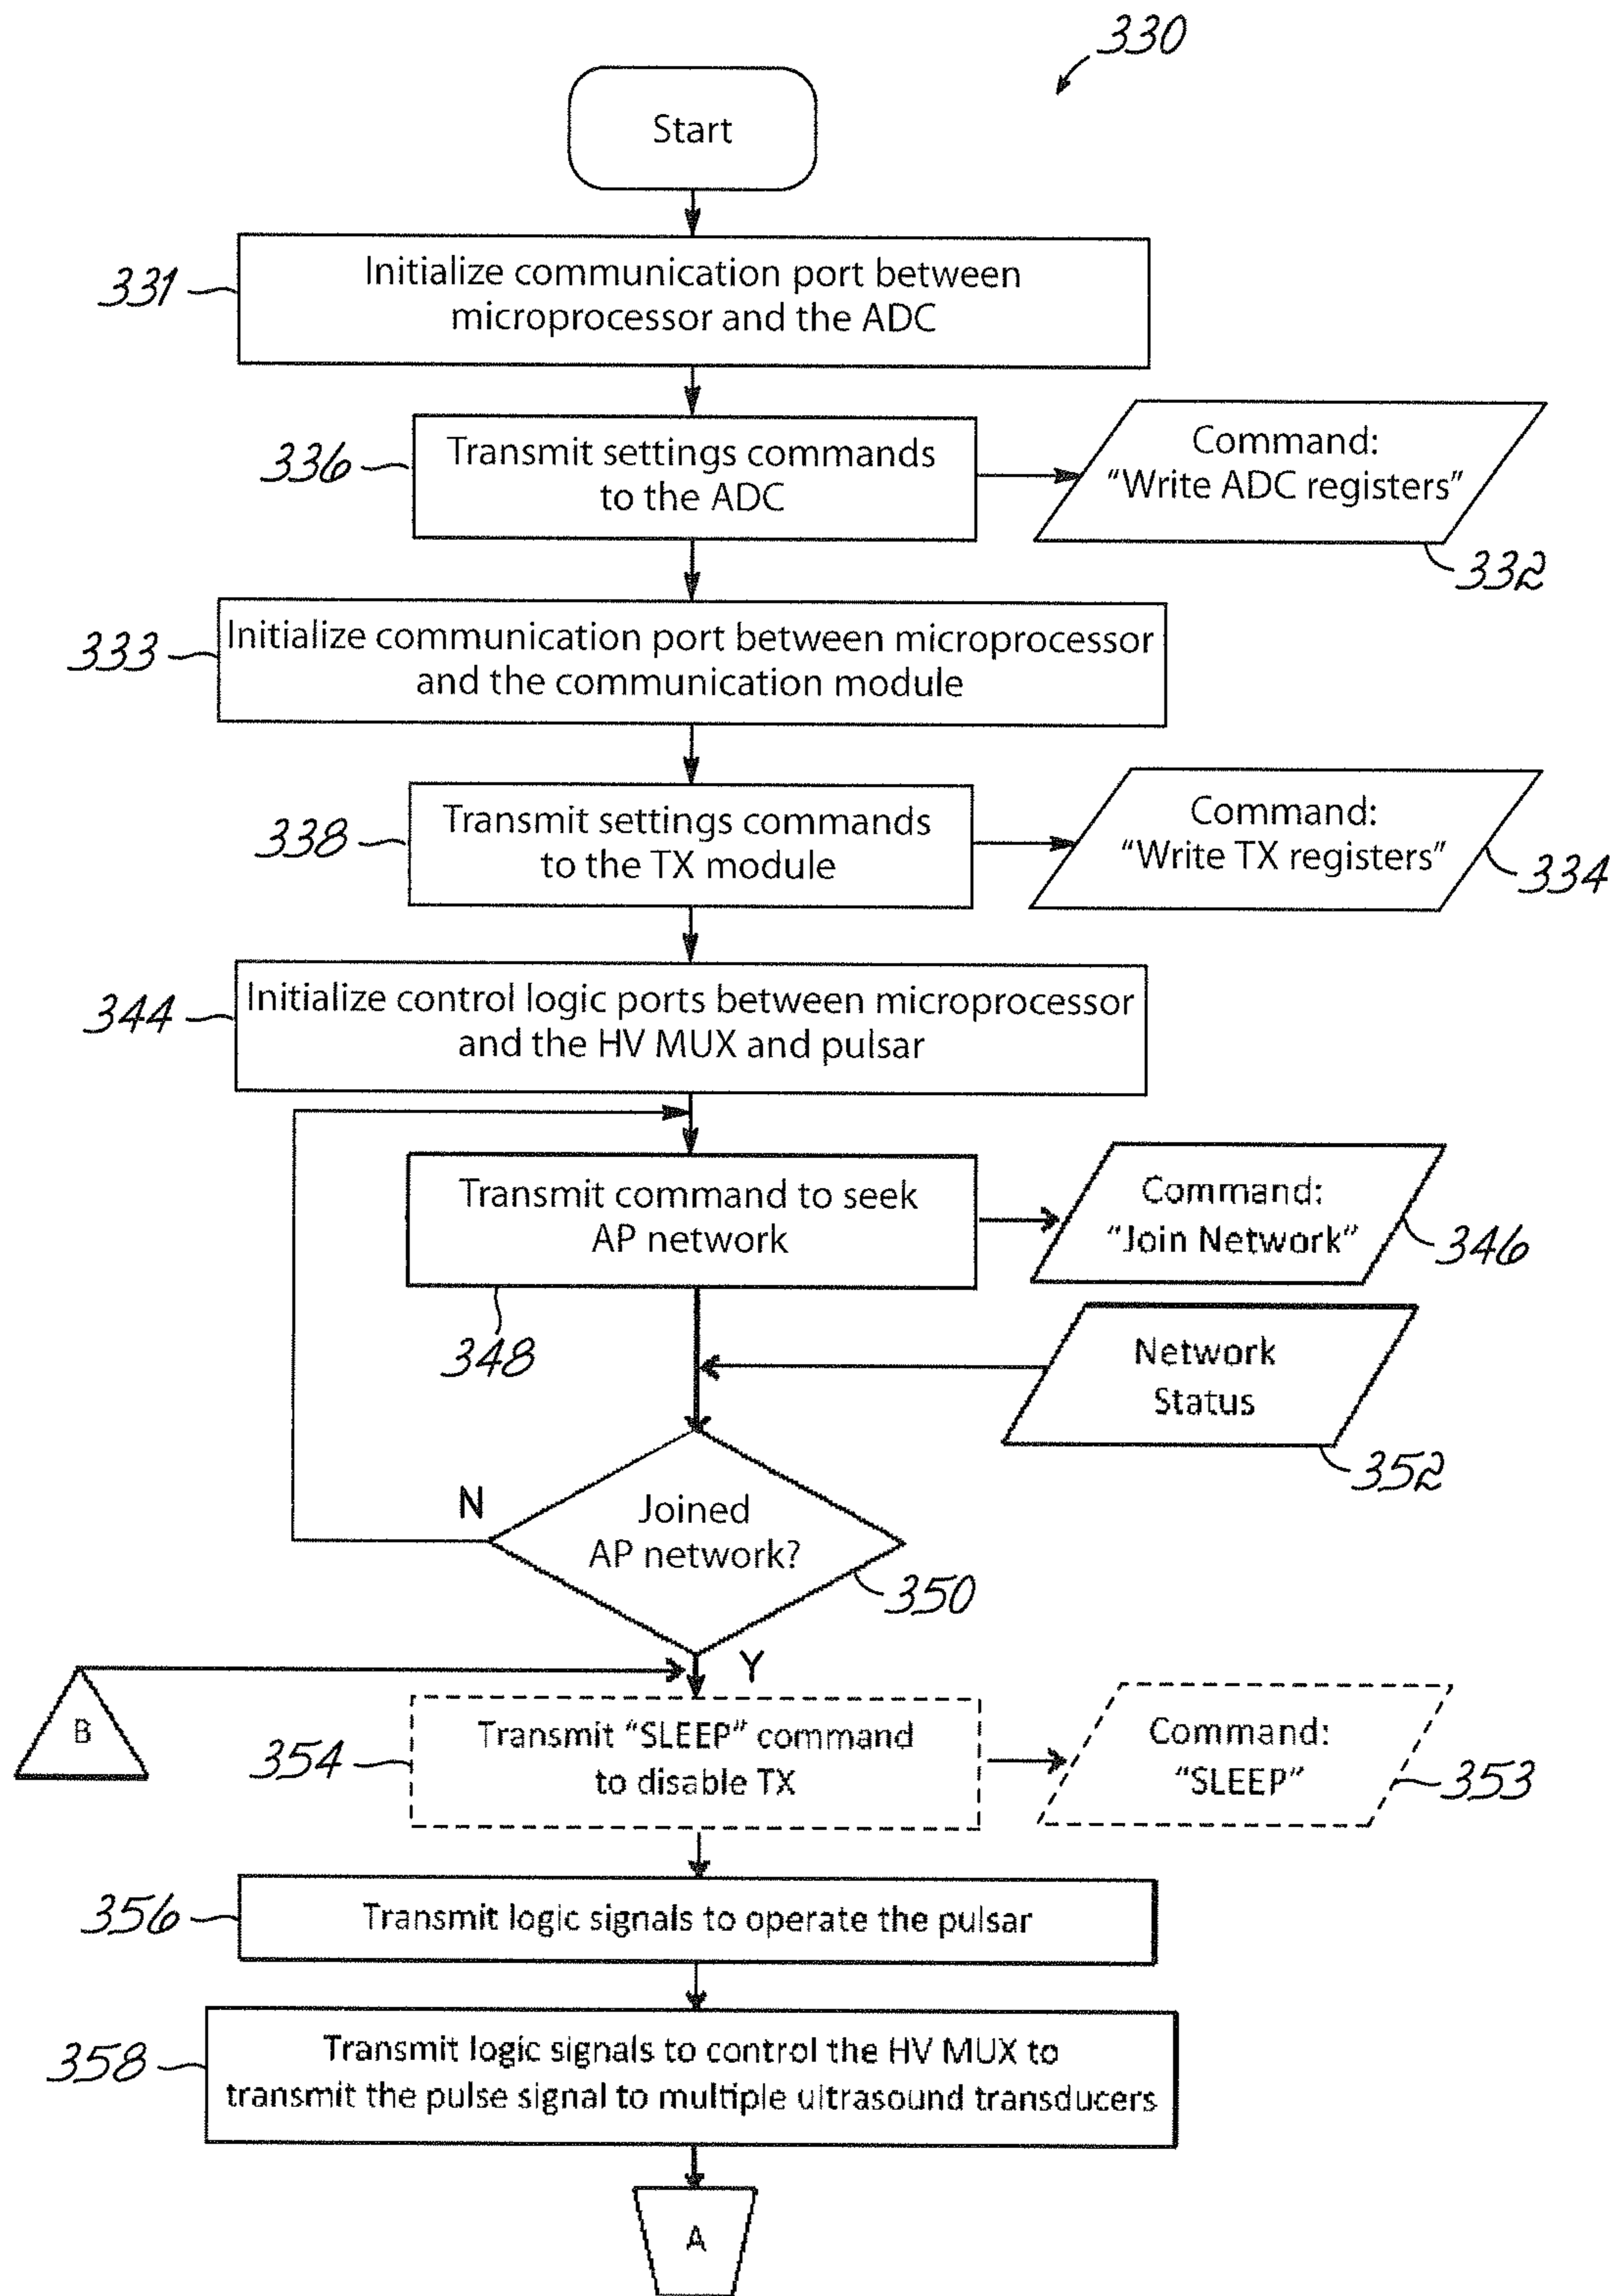 330
Start
331
Initialize communication port between
microprocessor and the ADC
336
Transmit settings commands
to the ADC
Command:
“Write ADC registers”
332
333
Initialize communication port between microprocessor
and the communication module
338
Transmit settings commands
to the TX module
Command:
“Write TX registers”
334
344
Initialize control logic ports between microprocessor
and the HV MUX and pulsar
Transmit command to seek
AP network
348
Command:
“Join Network”
346
Network
Status
352
N
Joined
AP network?
350
Y
B
354
Transmit “SLEEP” command
to disable TX
Command:
“SLEEP”
353
356
Transmit logic signals to operate the pulsar
358
Transmit logic signals to control the HV MUX to
transmit the pulse signal to multiple ultrasound transducers
A